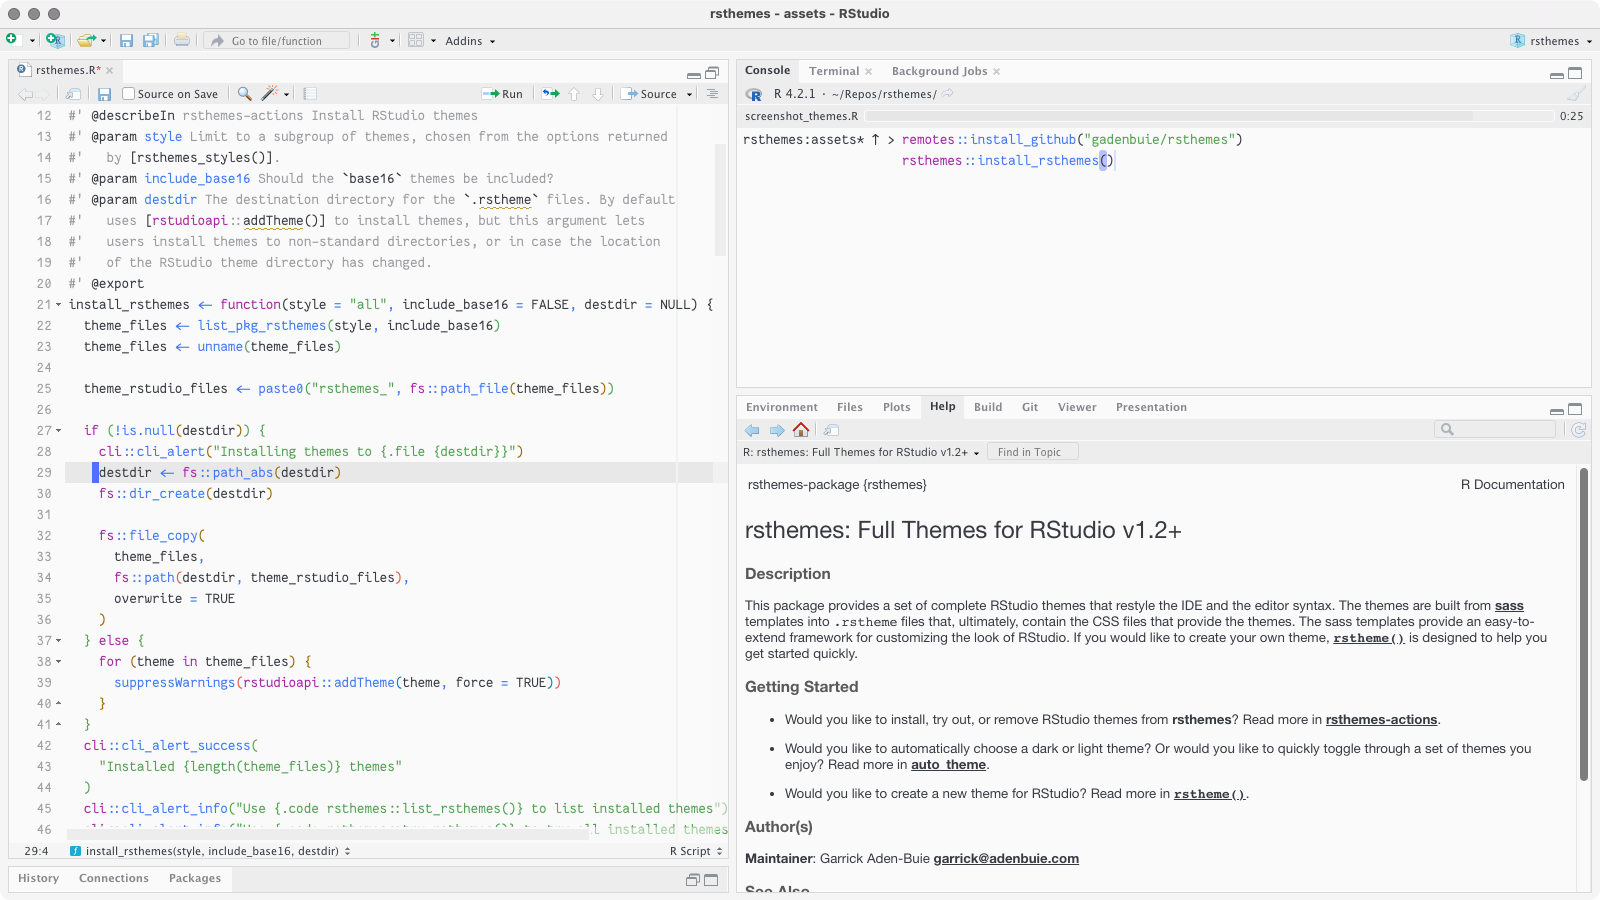 rsthemes - assets - RStudio
Go to file/function
Addins
rsthemes
rsthemes.R*
Source on Save
Run
Source
12 #' @describeIn rsthemes-actions Install RStudio themes
13 #' @param style Limit to a subgroup of themes, chosen from the options returned
14 #'   by [rsthemes_styles()].
15 #' @param include_base16 Should the `base16` themes be included?
16 #' @param destdir The destination directory for the `.rstheme` files. By default
17 #'   uses [rstudioapi::addTheme()] to install themes, but this argument lets
18 #'   users install themes to non-standard directories, or in case the location
19 #'   of the RStudio theme directory has changed.
20 #' @export
21 install_rsthemes <- function(style = "all", include_base16 = FALSE, destdir = NULL) {
22   theme_files <- list_pkg_rsthemes(style, include_base16)
23   theme_files <- unname(theme_files)
24
25   theme_rstudio_files <- paste0("rsthemes_", fs::path_file(theme_files))
26
27   if (!is.null(destdir)) {
28     cli::cli_alert("Installing themes to {.file {destdir}}")
29     destdir <- fs::path_abs(destdir)
30     fs::dir_create(destdir)
31
32     fs::file_copy(
33       theme_files,
34       fs::path(destdir, theme_rstudio_files),
35       overwrite = TRUE
36     )
37   } else {
38     for (theme in theme_files) {
39       suppressWarnings(rstudioapi::addTheme(theme, force = TRUE))
40     }
41   }
42   cli::cli_alert_success(
43     "Installed {length(theme_files)} themes"
44   )
45   cli::cli_alert_info("Use {.code rsthemes::list_rsthemes()} to list installed themes")
46
29:4 install_rsthemes(style, include_base16, destdir) R Script
History Connections Packages
Console Terminal Background Jobs
R 4.2.1 · ~/Repos/rsthemes/
screenshot_themes.R 0:25
rsthemes:assets* ↑ > remotes::install_github("gadenbuie/rsthemes")
rsthemes::install_rsthemes()
Environment Files Plots Help Build Git Viewer Presentation
R: rsthemes: Full Themes for RStudio v1.2+ Find in Topic
rsthemes-package {rsthemes} R Documentation
rsthemes: Full Themes for RStudio v1.2+
Description
This package provides a set of complete RStudio themes that restyle the IDE and the editor syntax. The themes are built from sass
templates into .rstheme files that, ultimately, contain the CSS files that provide the themes. The sass templates provide an easy-to-
extend framework for customizing the look of RStudio. If you would like to create your own theme, rstheme() is designed to help you
get started quickly.
Getting Started
• Would you like to install, try out, or remove RStudio themes from rsthemes? Read more in rsthemes-actions.
• Would you like to automatically choose a dark or light theme? Or would you like to quickly toggle through a set of themes you
enjoy? Read more in auto_theme.
• Would you like to create a new theme for RStudio? Read more in rstheme().
Author(s)
Maintainer: Garrick Aden-Buie garrick@adenbuie.com
See Also